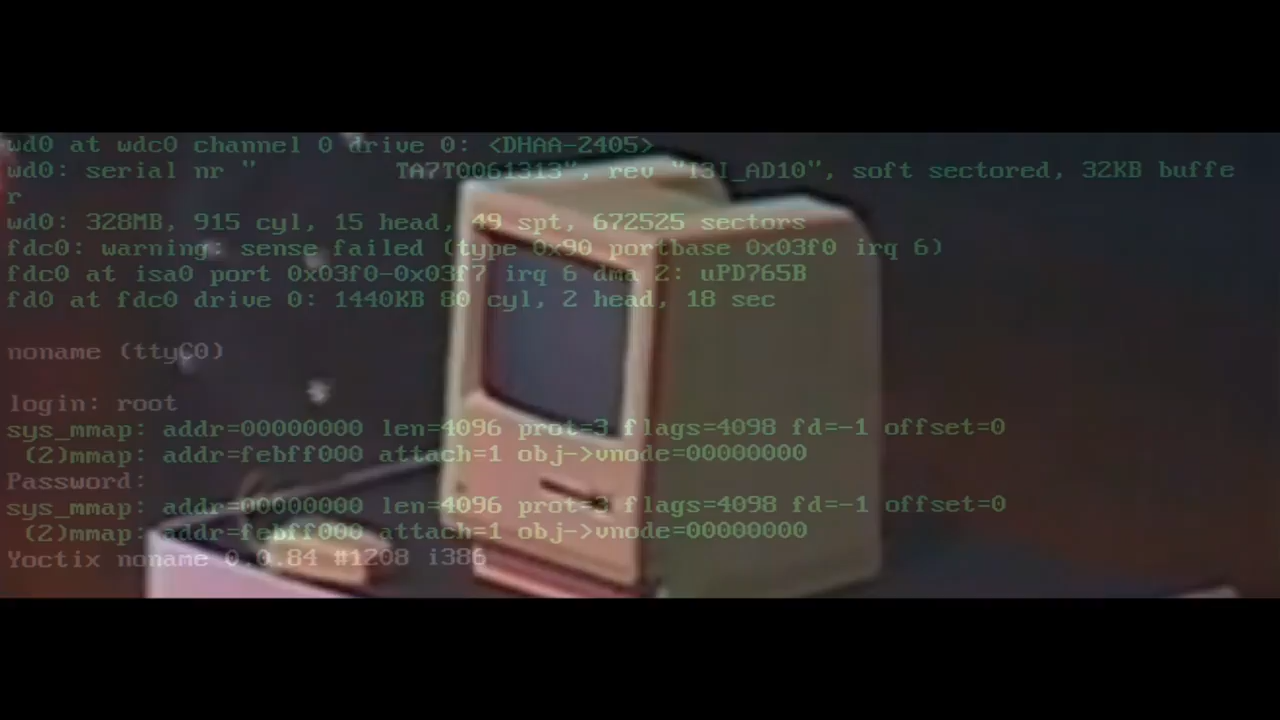 wd0 at wdc0 channel 0 drive 0: <DHAA-2405>
wd0: serial nr "         TA7T0061313", rev "I3I_AD10", soft sectored, 32KB buffe
r
wd0: 328MB, 915 cyl, 15 head, 49 spt, 672525 sectors
fdc0: warning: sense failed (type 0x90 portbase 0x03f0 irq 6)
fdc0 at isa0 port 0x03f0-0x03f7 irq 6 dma 2: uPD765B
fd0 at fdc0 drive 0: 1440KB 80 cyl, 2 head, 18 sec
noname (ttyC0)
login: root
sys_mmap: addr=00000000 len=4096 prot=3 flags=4098 fd=-1 offset=0
(2)mmap: addr=febff000 attach=1 obj->vnode=00000000
Password:
sys_mmap: addr=00000000 len=4096 prot=3 flags=4098 fd=-1 offset=0
(2)mmap: addr=febff000 attach=1 obj->vnode=00000000
Yoctix noname 0.0.84 #1208 i386